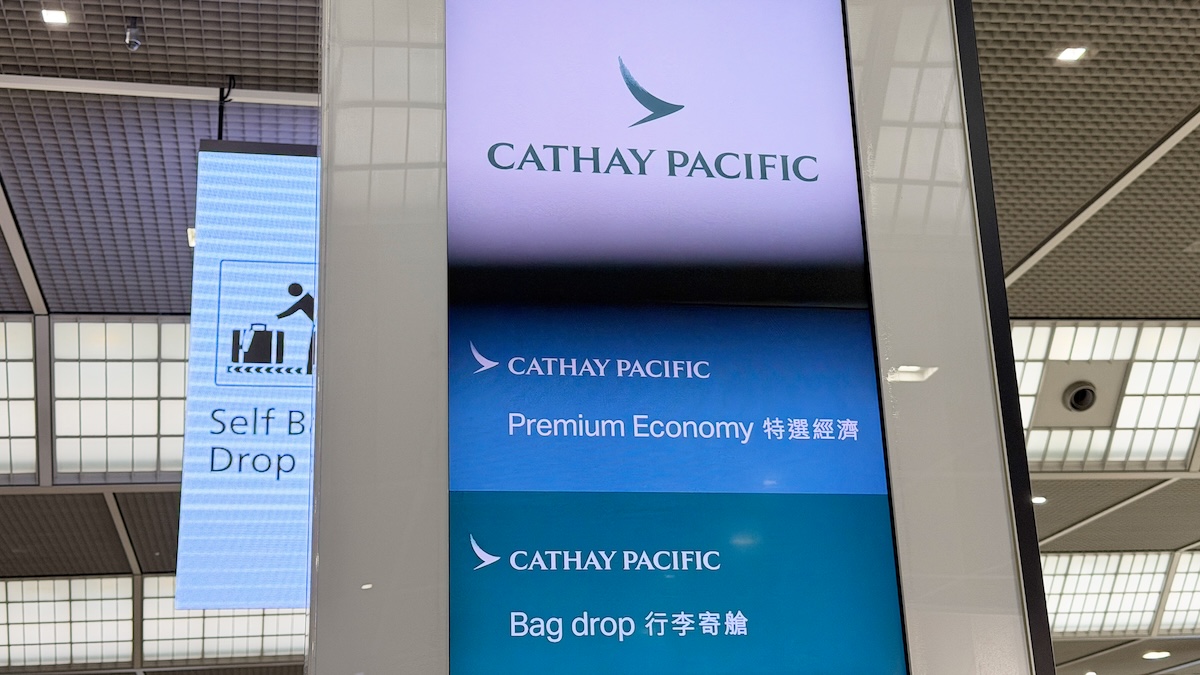 CATHAY PACIFIC
CATHAY PACIFIC
Premium Economy 特選經濟
CATHAY PACIFIC
Bag drop 行李寄艙
Self
Drop